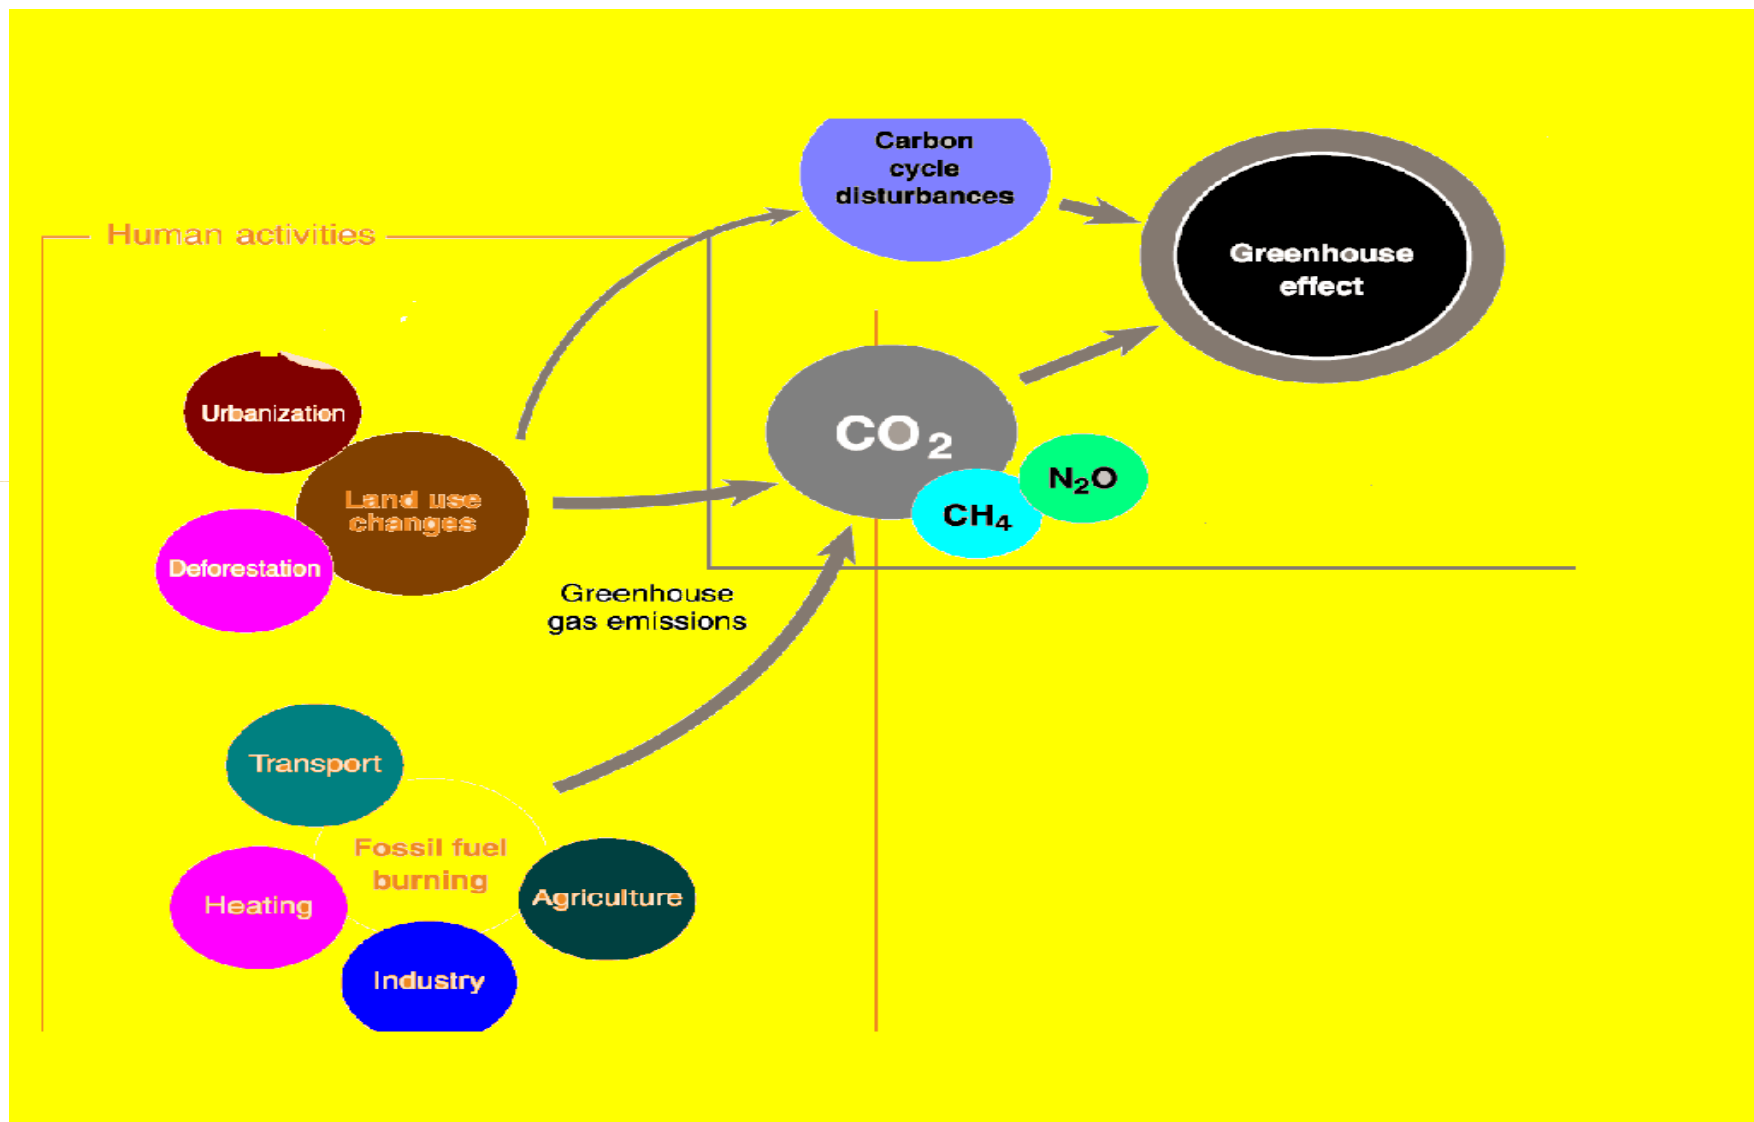 Carbon
cycle
disturbances
Greenhouse
effect
Human activities
Urbanization
Land use
changes
Deforestation
CO₂
CH₄
N₂O
Greenhouse
gas emissions
Transport
Fossil fuel
burning
Heating
Agriculture
Industry